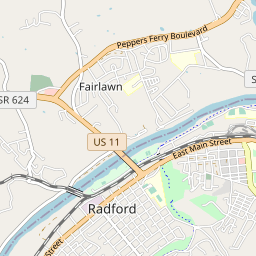 Peppers Ferry Boulevard
Fairlawn
S
SR 624
US 11
East Main Street
Radford
Street